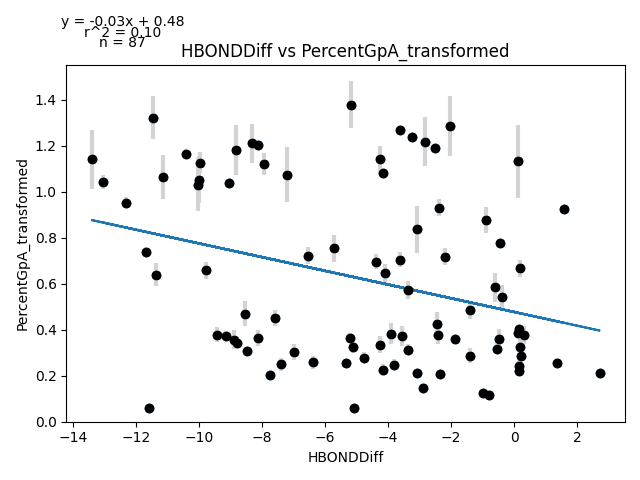 y = -0.03x + 0.48
r^2 = 0.10
n = 87
HBONDDiff vs PercentGpA_transformed
PercentGpA_transformed
1.4
1.2
1.0
0.8
0.6
0.4
0.2
0.0
−14
−12
−10
−8
−6
−4
−2
0
2
HBONDDiff